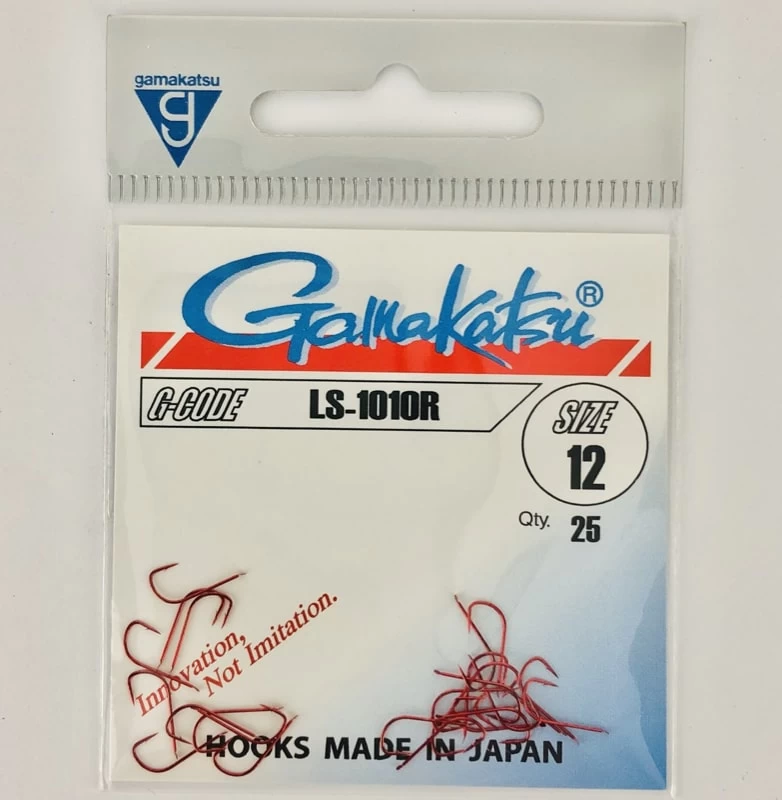 gamakatsu
g
Gamakatsu®
G-CODE LS-1010R
SIZE
12
Qty. 25
Innovation,
Not Imitation.
HOOKS MADE IN JAPAN